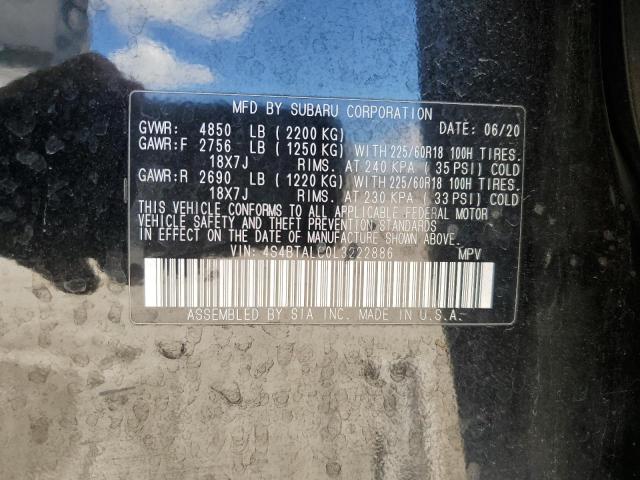 MFD BY SUBARU CORPORATION
GVWR: 4850 LB ( 2200 KG) DATE: 06/20
GAWR:F 2756 LB ( 1250 KG) WITH 225/60R18 100H TIRES.
18X7J RIMS. AT 240 KPA ( 35 PSI) COLD
GAWR:R 2690 LB ( 1220 KG) WITH 225/60R18 100H TIRES.
18X7J RIMS. AT 230 KPA ( 33 PSI) COLD
THIS VEHICLE CONFORMS TO ALL APPLICABLE FEDERAL MOTOR
VEHICLE SAFETY AND THEFT PREVENTION STANDARDS
IN EFFECT ON THE DATE OF MANUFACTURE SHOWN ABOVE.
VIN: 4S4BTALC0L3222886 MPV
ASSEMBLED BY SIA INC. MADE IN U.S.A.